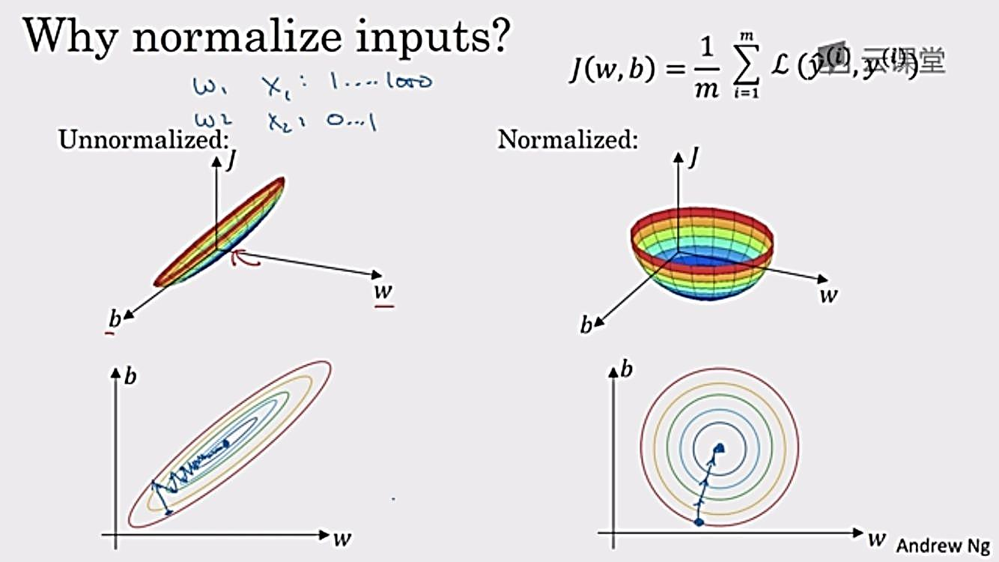 Why normalize inputs?
J(w, b) = \frac{1}{m} \sum_{i=1}^{m} \mathcal{L}(ŷ^{(i)}, y^{(i)})
云课堂
w₁ x₁: 1....1000
w₂ x₂: 0...1
Unnormalized:
Normalized:
J
w
b
J
w
b
b
w
b
w
Andrew Ng